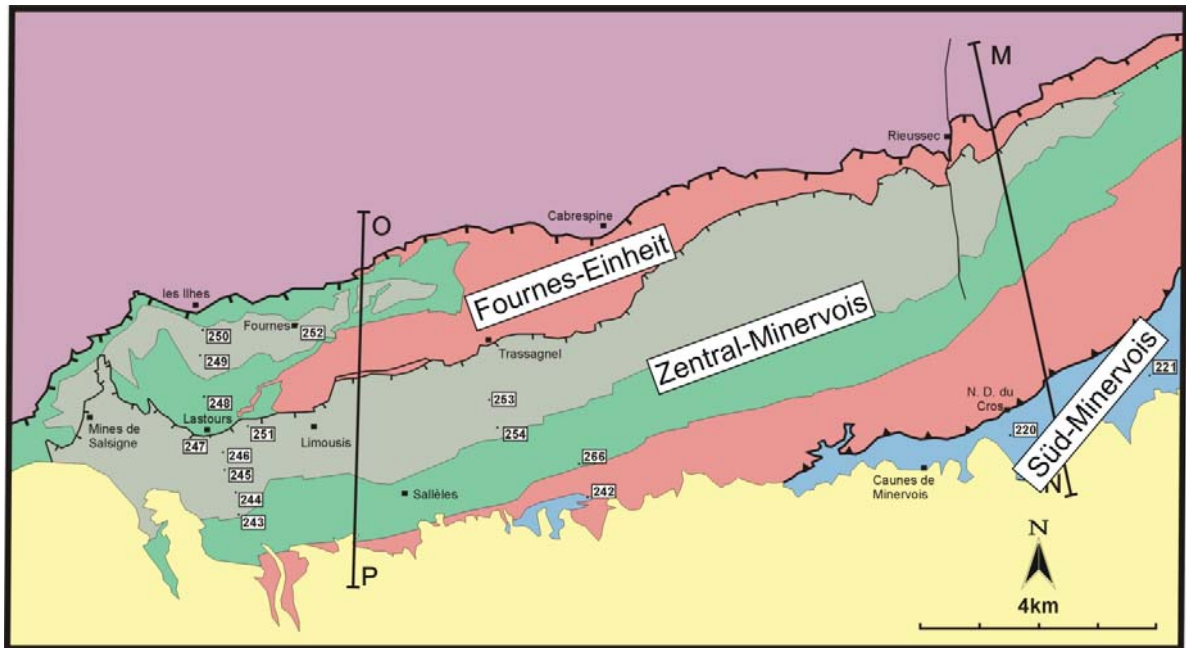 M
Rieussec
O
Cabrespine
les Ilhes
Fournes-Einheit
Fournes
252
250
249
Trassagnel
Zentral-Minervois
248
253
Lastours
Mines de
Salsigne
247
251
Limousis
254
N. D. du
Cros
221
220
Süd-Minervois
246
266
245
Caunes de
Minervois
244
Sallèles
242
N
243
N
P
4km